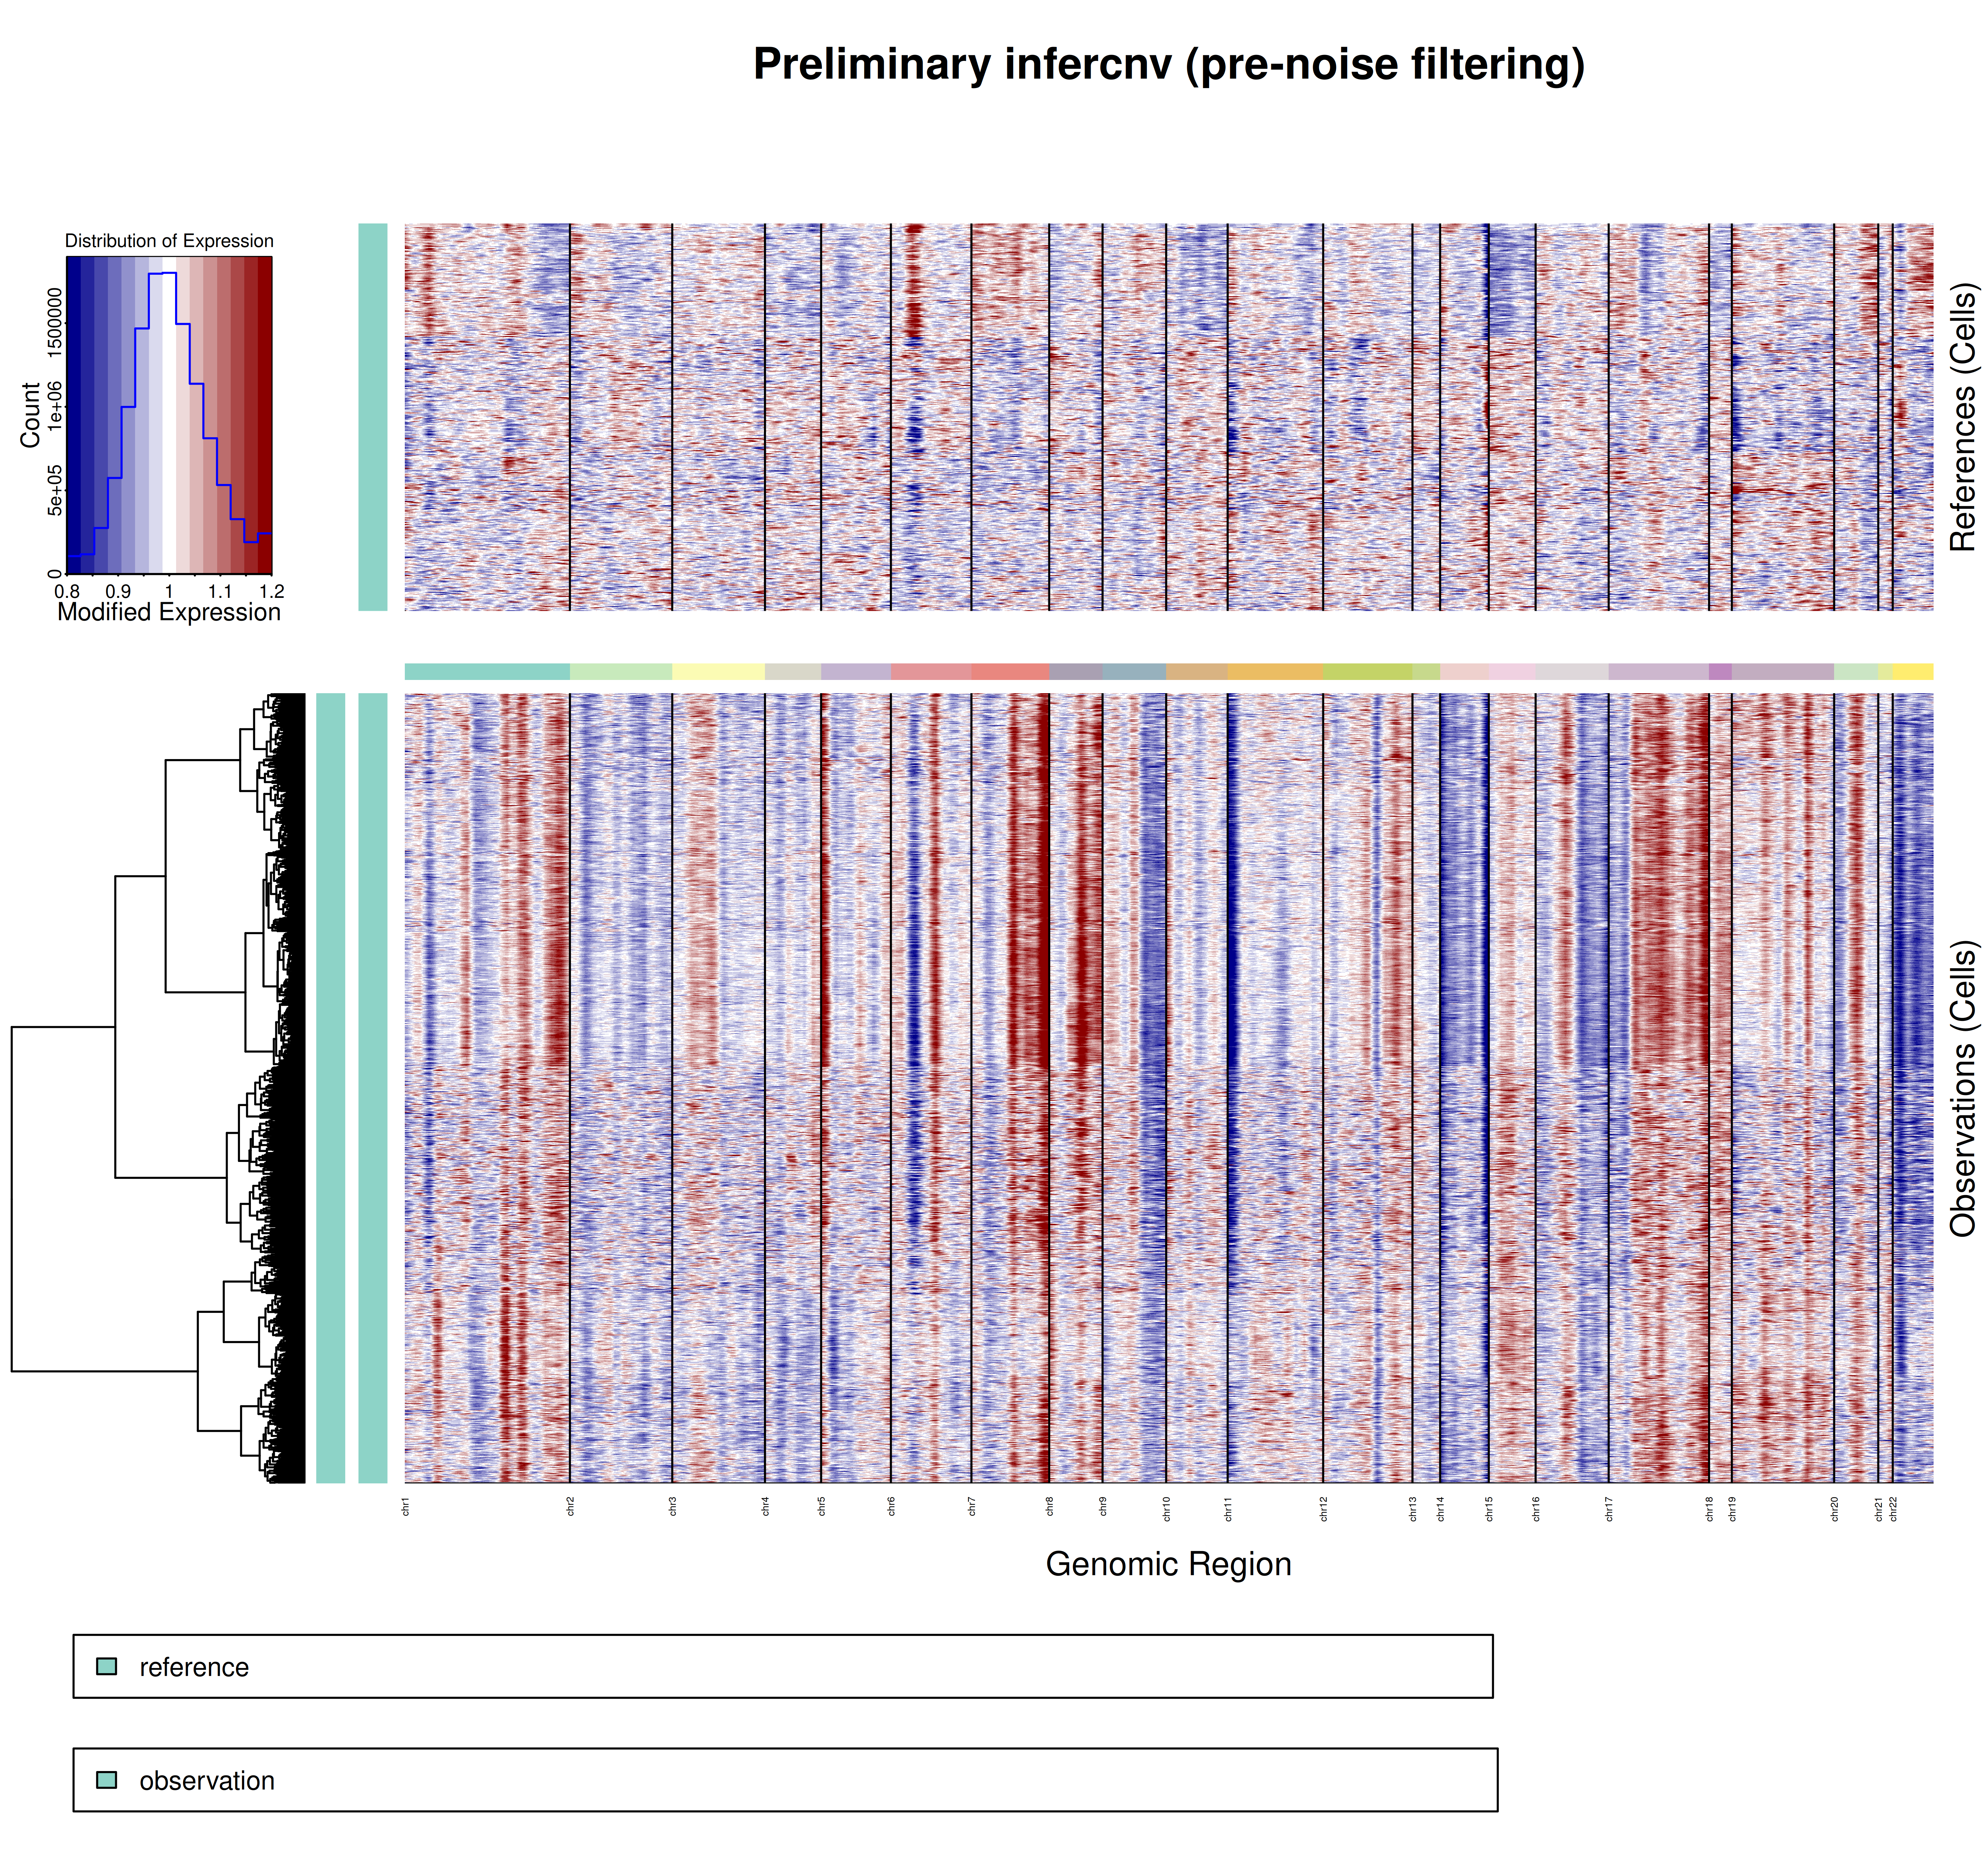 Preliminary infercnv (pre-noise filtering)
Distribution of Expression
Count
0 5e+05 1e+06 1500000
0.8 0.9 1 1.1 1.2
Modified Expression
References (Cells)
Observations (Cells)
chr1 chr2 chr3 chr4 chr5 chr6 chr7 chr8 chr9 chr10 chr11 chr12 chr13 chr14 chr15 chr16 chr17 chr18 chr19 chr20 chr21 chr22
Genomic Region
reference
observation